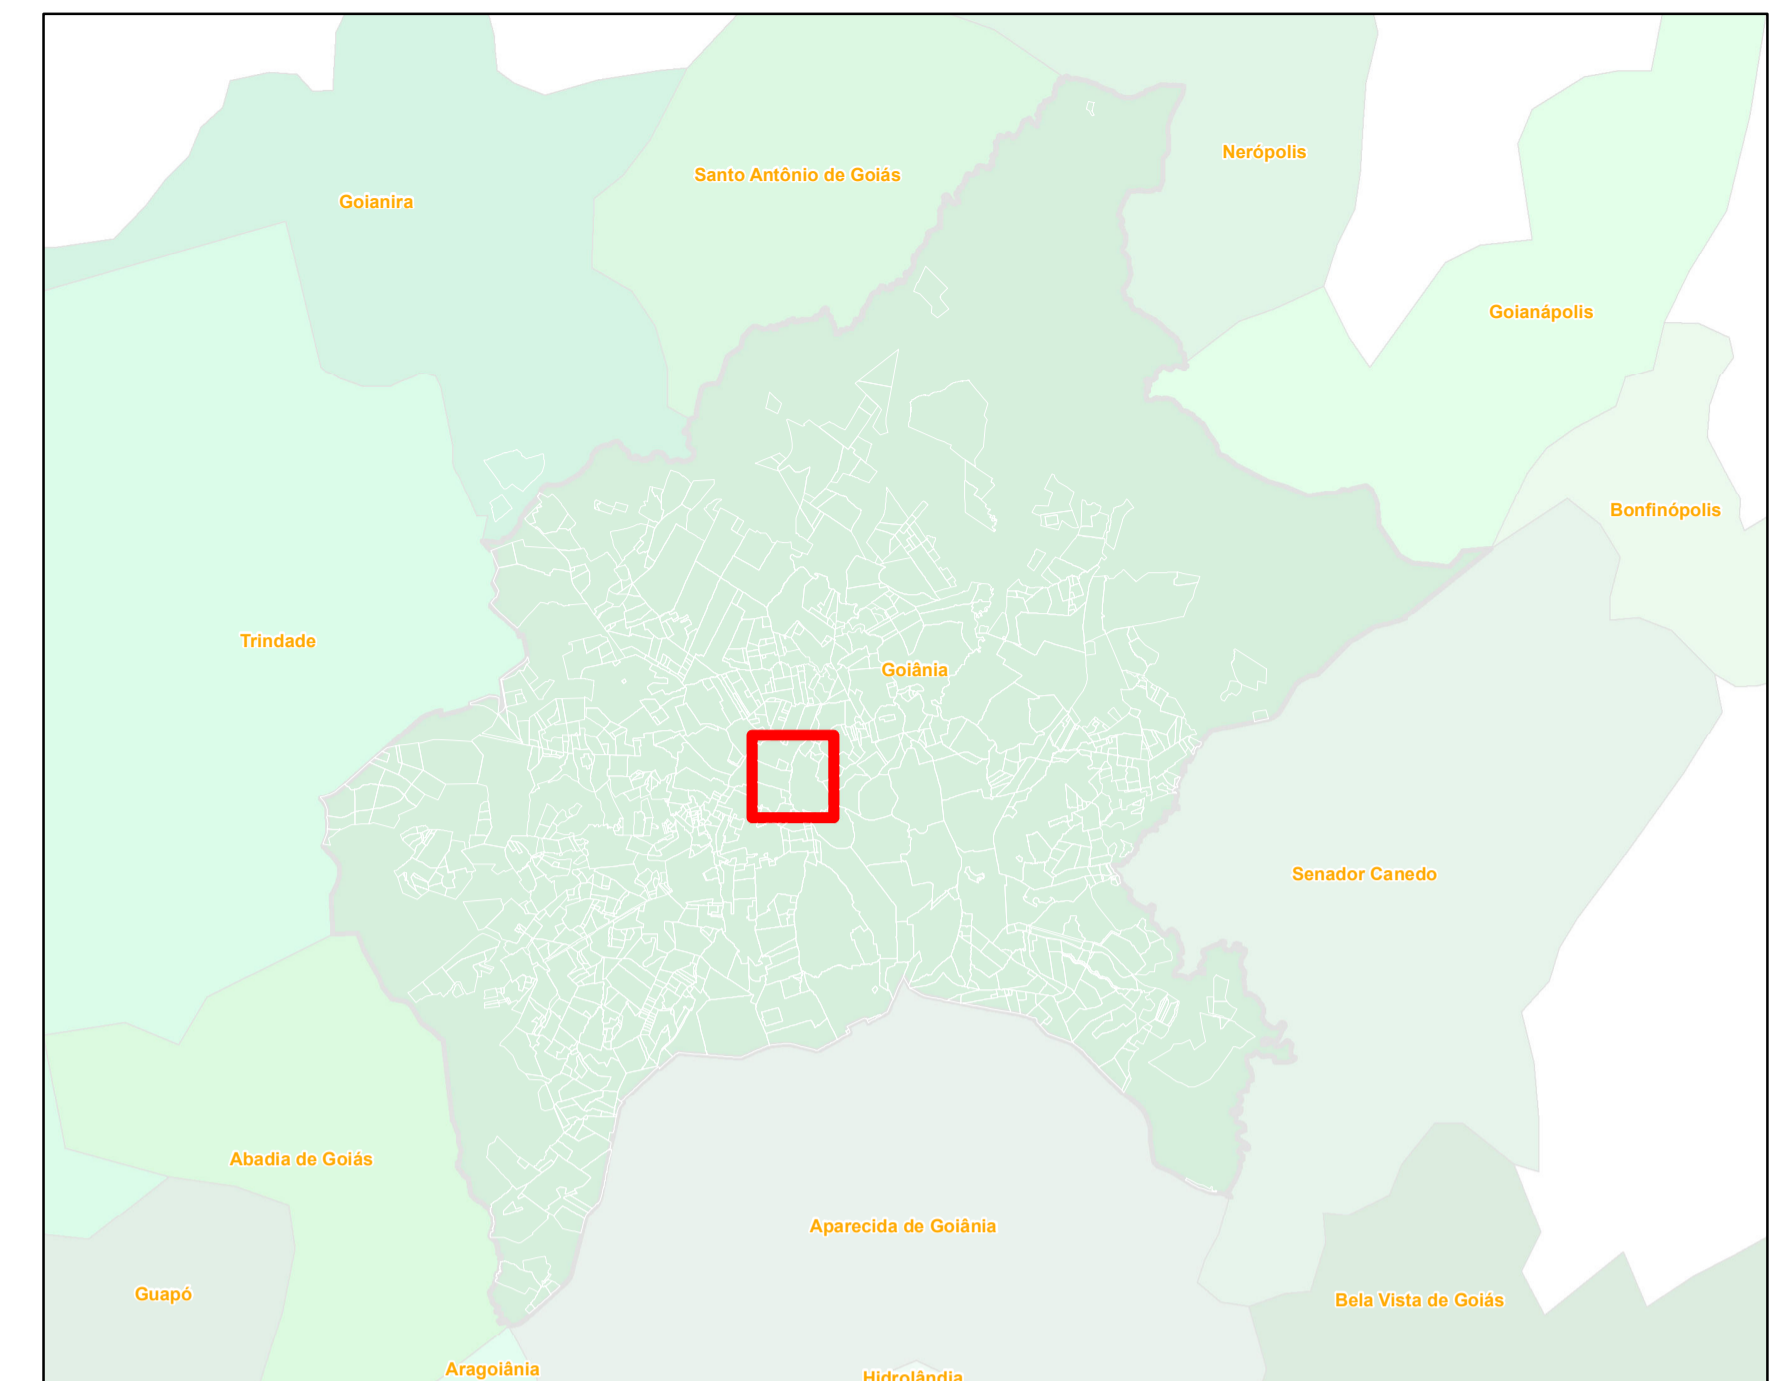 Nerópolis
Santo Antônio de Goiás
Goianira
Goianápolis
Bonfinópolis
Trindade
Goiânia
Senador Canedo
Abadia de Goiás
Aparecida de Goiânia
Guapó
Bela Vista de Goiás
Aragoiânia
Hidrolândia